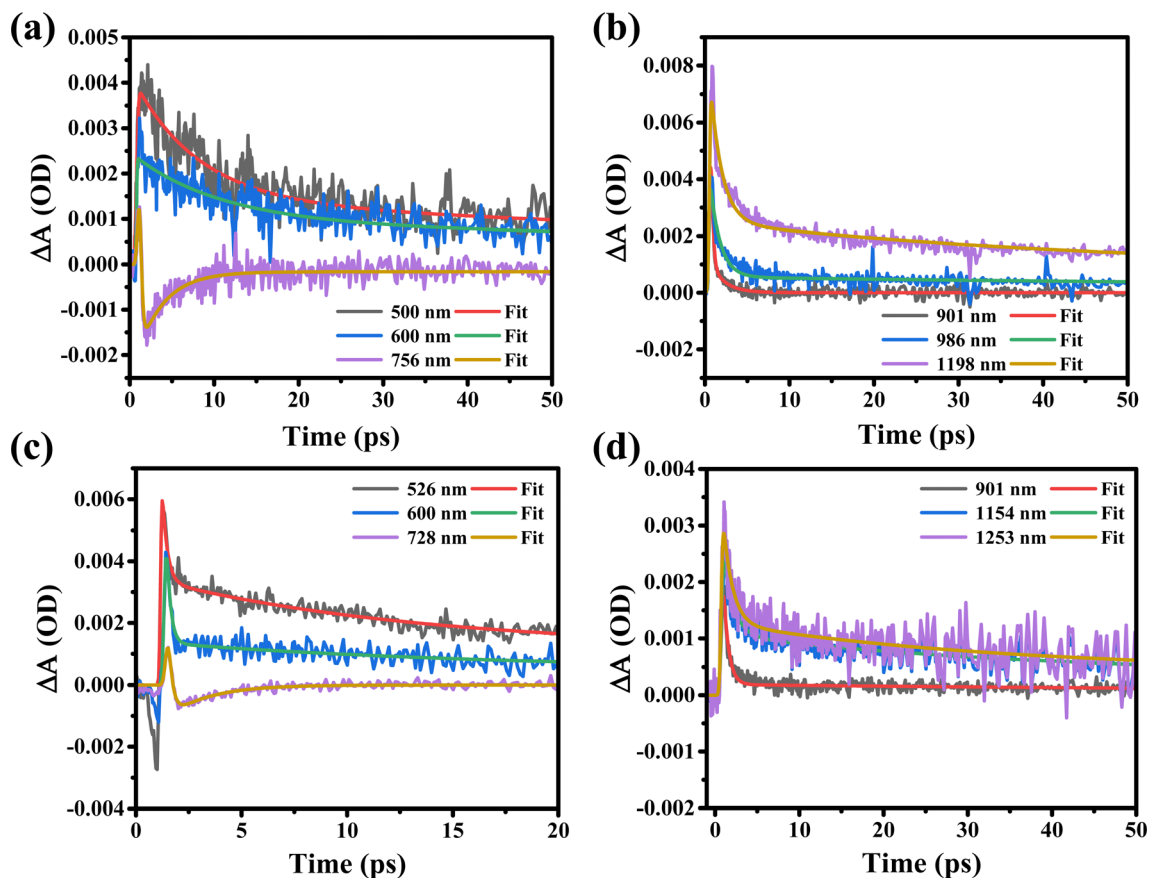 (a)
0.005
0.004
0.003
0.002
0.001
0.000
-0.001
-0.002
ΔA (OD)
500 nm Fit
600 nm Fit
756 nm Fit
0 10 20 30 40 50
Time (ps)
(b)
0.008
0.006
0.004
0.002
0.000
-0.002
ΔA (OD)
901 nm Fit
986 nm Fit
1198 nm Fit
0 10 20 30 40 50
Time (ps)
(c)
0.006
0.004
0.002
0.000
-0.002
-0.004
ΔA (OD)
526 nm Fit
600 nm Fit
728 nm Fit
0 5 10 15 20
Time (ps)
(d)
0.004
0.003
0.002
0.001
0.000
-0.001
-0.002
ΔA (OD)
901 nm Fit
1154 nm Fit
1253 nm Fit
0 10 20 30 40 50
Time (ps)